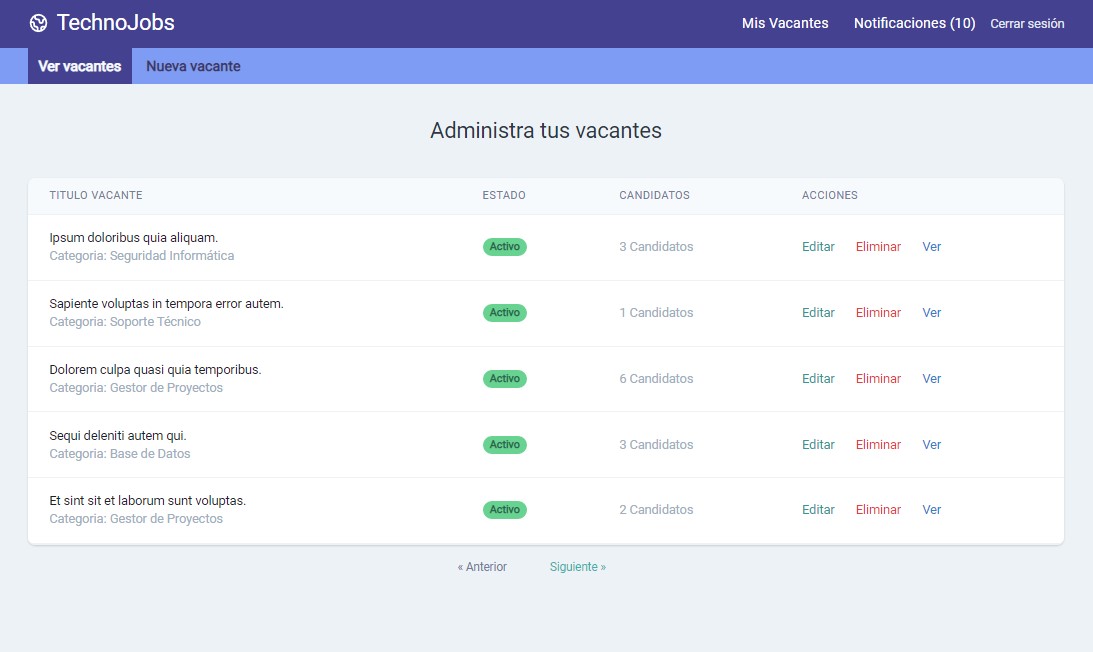 TechnoJobs Mis Vacantes Notificaciones (10) Cerrar sesión
Ver vacantes Nueva vacante
Administra tus vacantes
TITULO VACANTE ESTADO CANDIDATOS ACCIONES
Ipsum doloribus quia aliquam.
Categoria: Seguridad Informática
Activo 3 Candidatos Editar Eliminar Ver
Sapiente voluptas in tempora error autem.
Categoria: Soporte Técnico
Activo 1 Candidatos Editar Eliminar Ver
Dolorem culpa quasi quia temporibus.
Categoria: Gestor de Proyectos
Activo 6 Candidatos Editar Eliminar Ver
Sequi deleniti autem qui.
Categoria: Base de Datos
Activo 3 Candidatos Editar Eliminar Ver
Et sint sit et laborum sunt voluptas.
Categoria: Gestor de Proyectos
Activo 2 Candidatos Editar Eliminar Ver
« Anterior Siguiente »